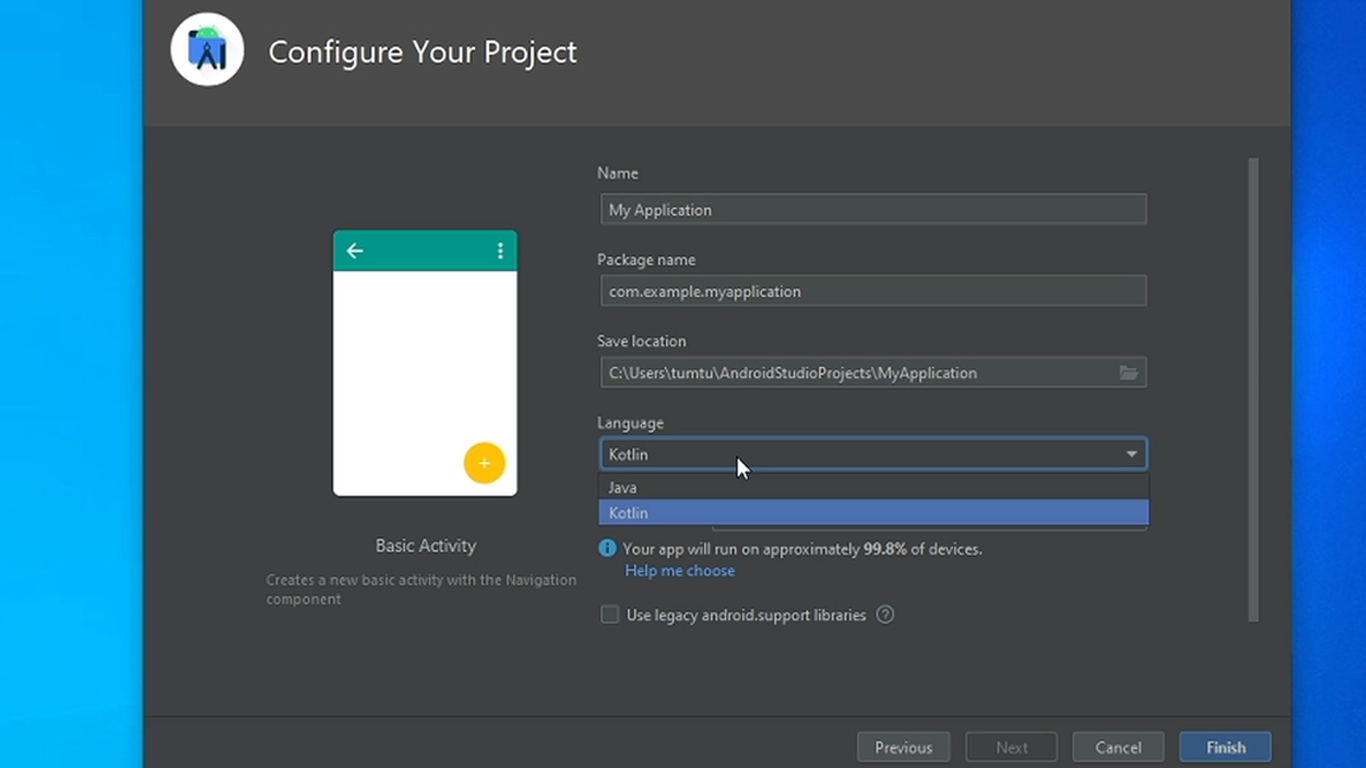 Configure Your Project
Name
My Application
Package name
com.example.myapplication
Save location
C:\Users\tumtu\AndroidStudioProjects\MyApplication
Language
Kotlin
Java
Kotlin
Your app will run on approximately 99.8% of devices.
Help me choose
Use legacy android.support libraries
Basic Activity
Creates a new basic activity with the Navigation
component
Previous
Next
Cancel
Finish